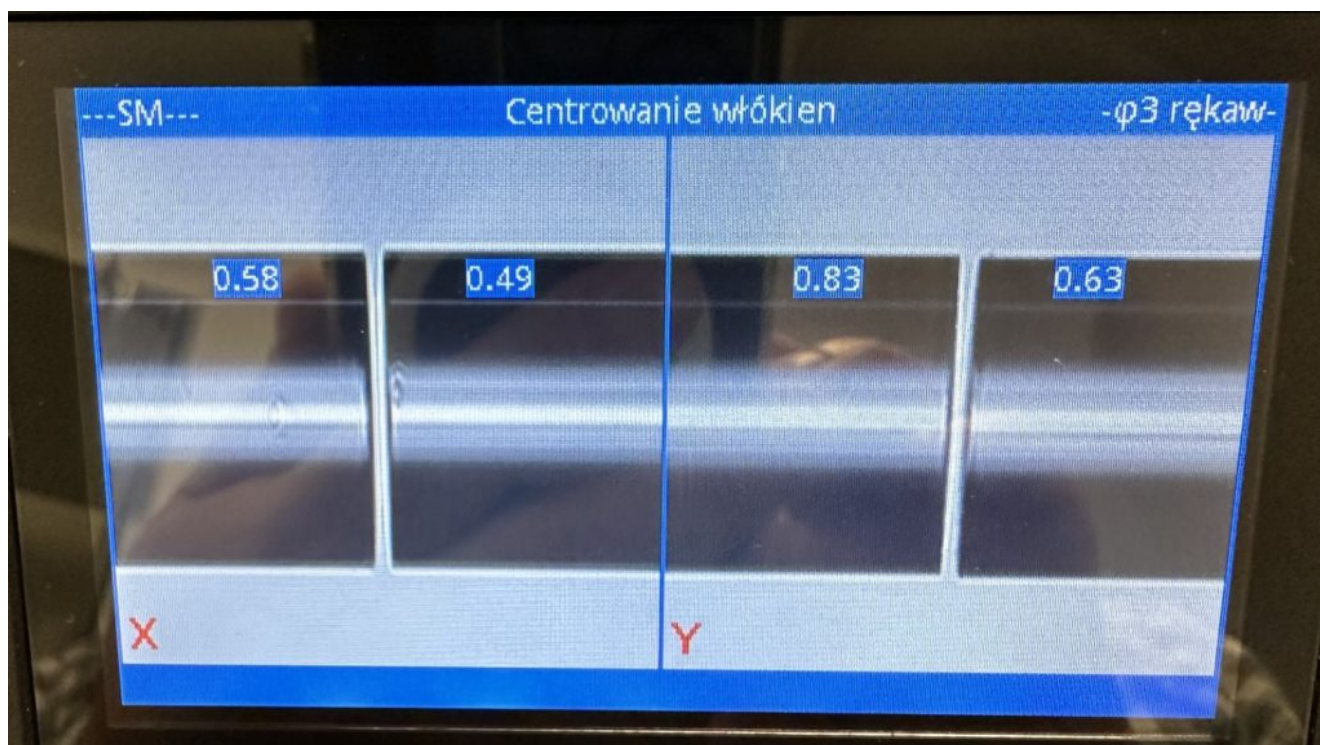 ---SM--- Centrowanie włókien -φ3 rękaw-
0.58 0.49 0.83 0.63
X Y